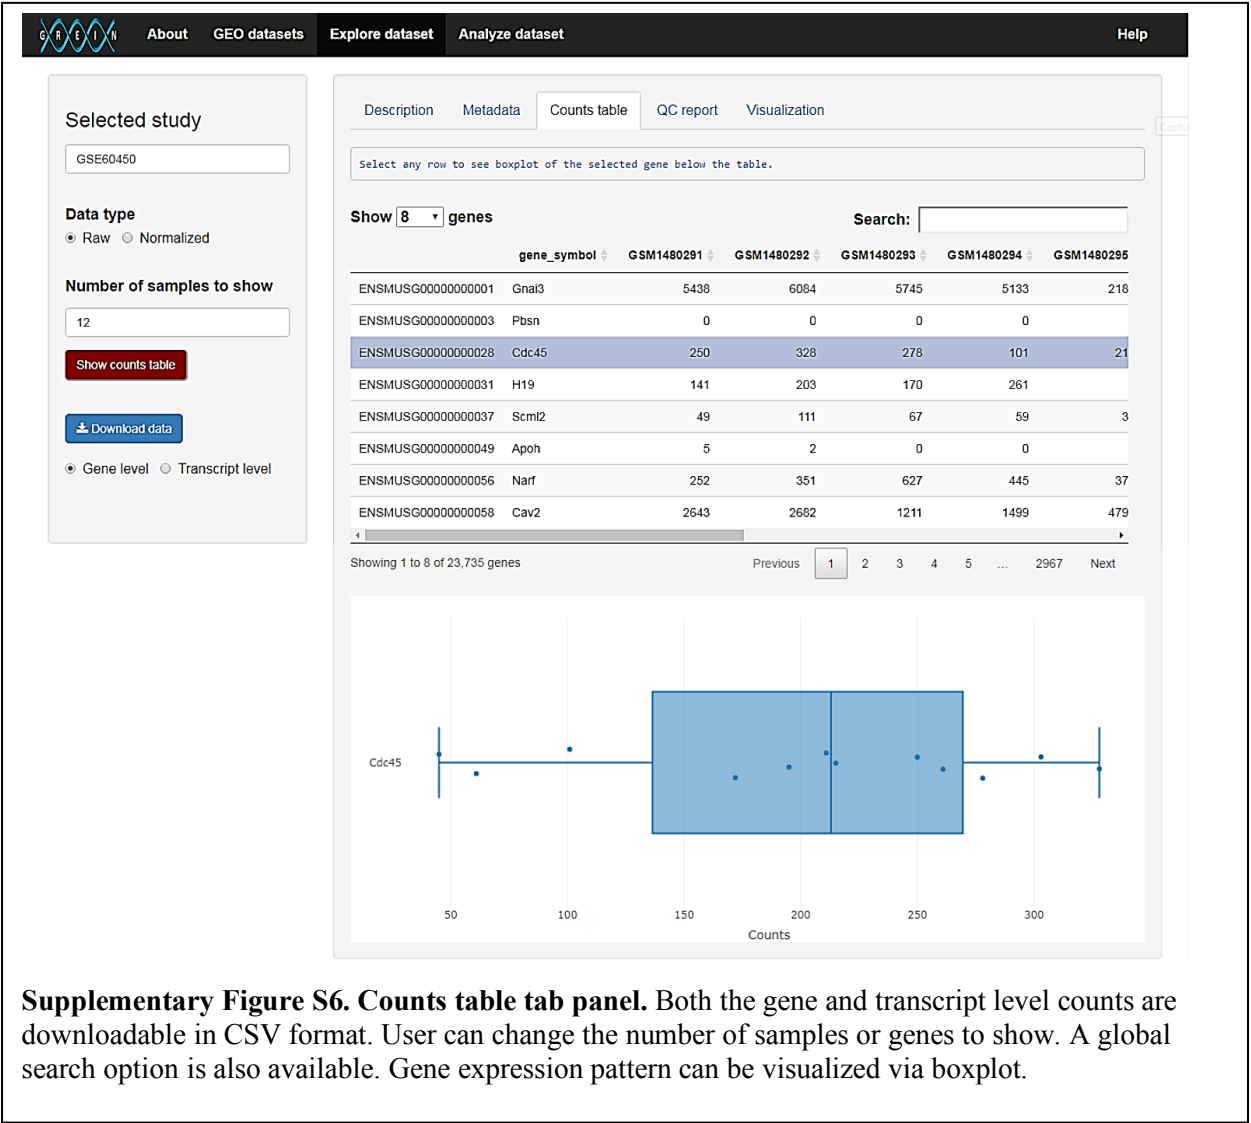 GREIN About GEO datasets Explore dataset Analyze dataset Help
Selected study
GSE60450
Data type
Raw Normalized
Number of samples to show
12
Show counts table
Download data
Gene level Transcript level
Description Metadata Counts table QC report Visualization
Select any row to see boxplot of the selected gene below the table.
Show 8 genes Search:
gene_symbol GSM1480291 GSM1480292 GSM1480293 GSM1480294 GSM1480295
ENSMUSG00000000001 Gnai3 5438 6084 5745 5133 218
ENSMUSG00000000003 Pbsn 0 0 0 0
ENSMUSG00000000028 Cdc45 250 328 278 101 21
ENSMUSG00000000031 H19 141 203 170 261
ENSMUSG00000000037 Scml2 49 111 67 59 3
ENSMUSG00000000049 Apoh 5 2 0 0
ENSMUSG00000000056 Narf 252 351 627 445 37
ENSMUSG00000000058 Cav2 2643 2682 1211 1499 479
Showing 1 to 8 of 23,735 genes Previous 1 2 3 4 5 ... 2967 Next
Cdc45
50 100 150 200 250 300
Counts
Supplementary Figure S6. Counts table tab panel. Both the gene and transcript level counts are
downloadable in CSV format. User can change the number of samples or genes to show. A global
search option is also available. Gene expression pattern can be visualized via boxplot.